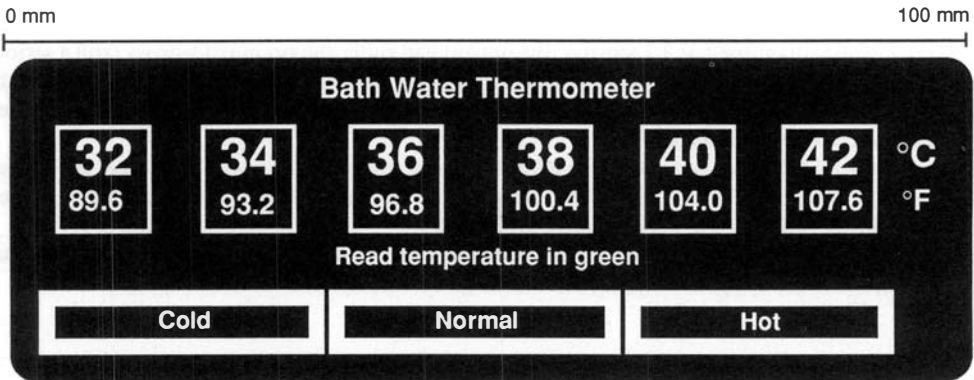 0 mm 100 mm
Bath Water Thermometer
32 34 36 38 40 42 °C
89.6 93.2 96.8 100.4 104.0 107.6 °F
Read temperature in green
Cold Normal Hot